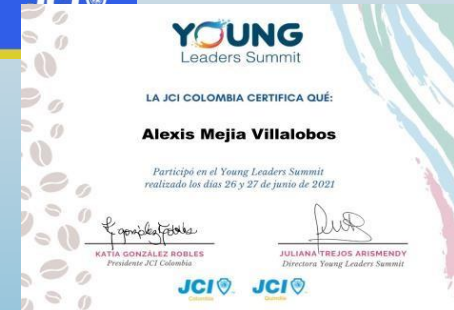 YOUNG
Leaders Summit
LA JCI COLOMBIA CERTIFICA QUÉ:
Alexis Mejia Villalobos
Participó en el Young Leaders Summit
realizado los días 26 y 27 de junio de 2021
KATIA GONZÁLEZ ROBLES
Presidente JCI Colombia
JULIANA TREJOS ARISMENDY
Directora Young Leaders Summit
JCI
Colombia
JCI